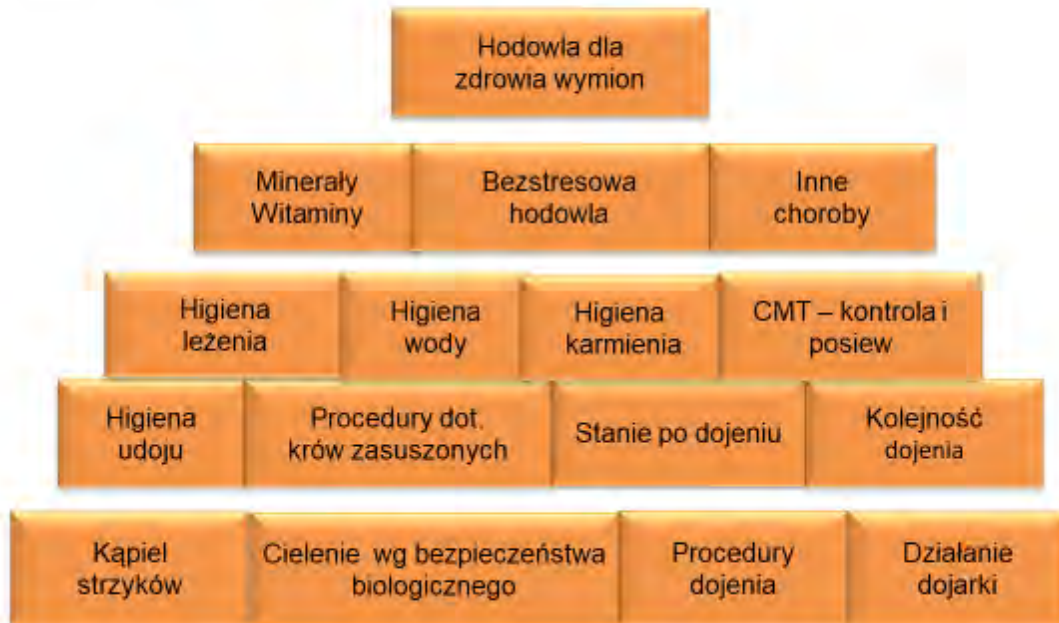 Hodowla dla
zdrowia wymion
Minerały
Witaminy
Bezstresowa
hodowla
Inne
choroby
Higiena
leżenia
Higiena
wody
Higiena
karmienia
CMT – kontrola i
posiew
Higiena
udoju
Procedury dot.
krów zasuszonych
Stanie po dojeniu
Kolejność
dojenia
Kąpiel
strzyków
Cielenie wg bezpieczeństwa
biologicznego
Procedury
dojenia
Działanie
dojarki